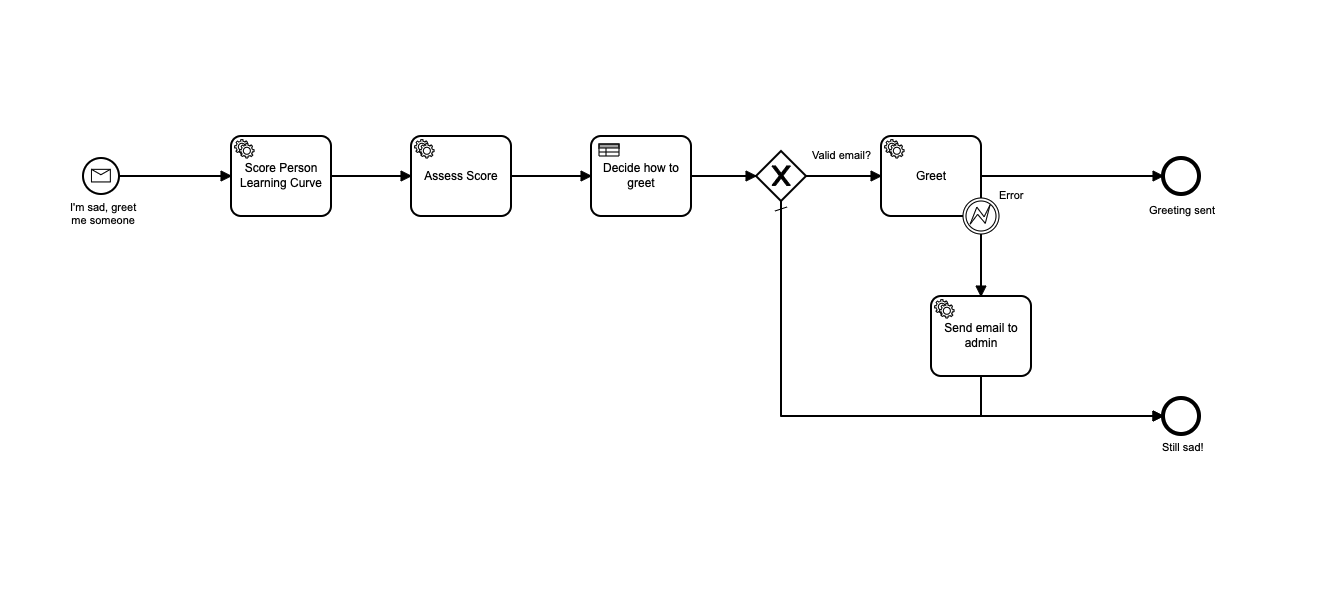 I'm sad, greet
me someone
Score Person
Learning Curve
Assess Score
Decide how to
greet
Valid email?
Greet
Error
Greeting sent
Send email to
admin
Still sad!